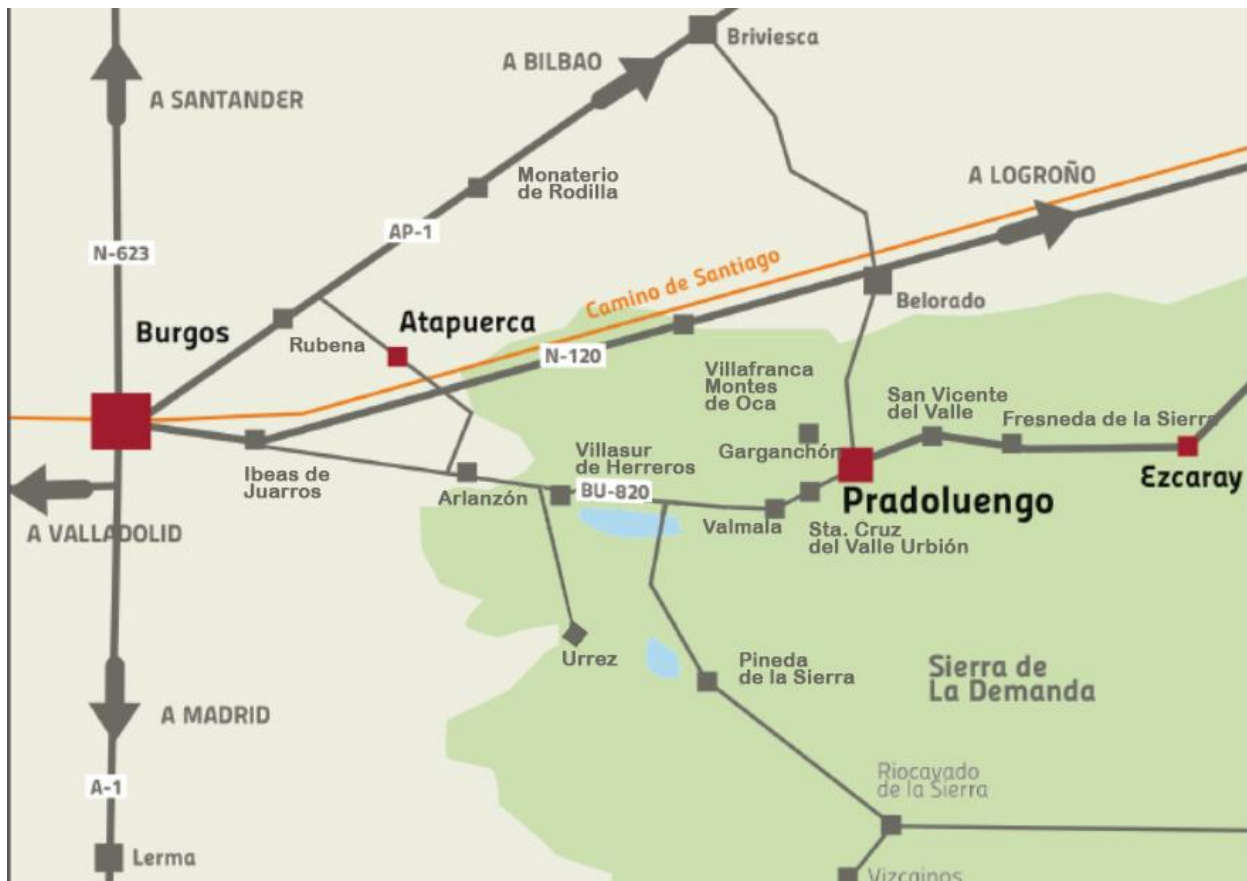 Briviesca
A BILBAO
A SANTANDER
Monaterio
de Rodilla
A LOGROÑO
AP-1
N-623
Camino de Santiago
Belorado
Burgos
Rubena
Atapuerca
N-120
Villafranca
Montes
de Oca
San Vicente
del Valle
Fresneda de la Sierra
Garganchón
Ibeas de
Juarros
Arlanzón
Villasur
de Herreros
BU-820
Ezcaray
Pradoluengo
Valmala
Sta. Cruz
del Valle Urbión
A VALLADOLID
Urrez
Pineda
de la Sierra
Sierra de
La Demanda
A MADRID
A-1
Riocavado
de la Sierra
Lerma
Vizcainos